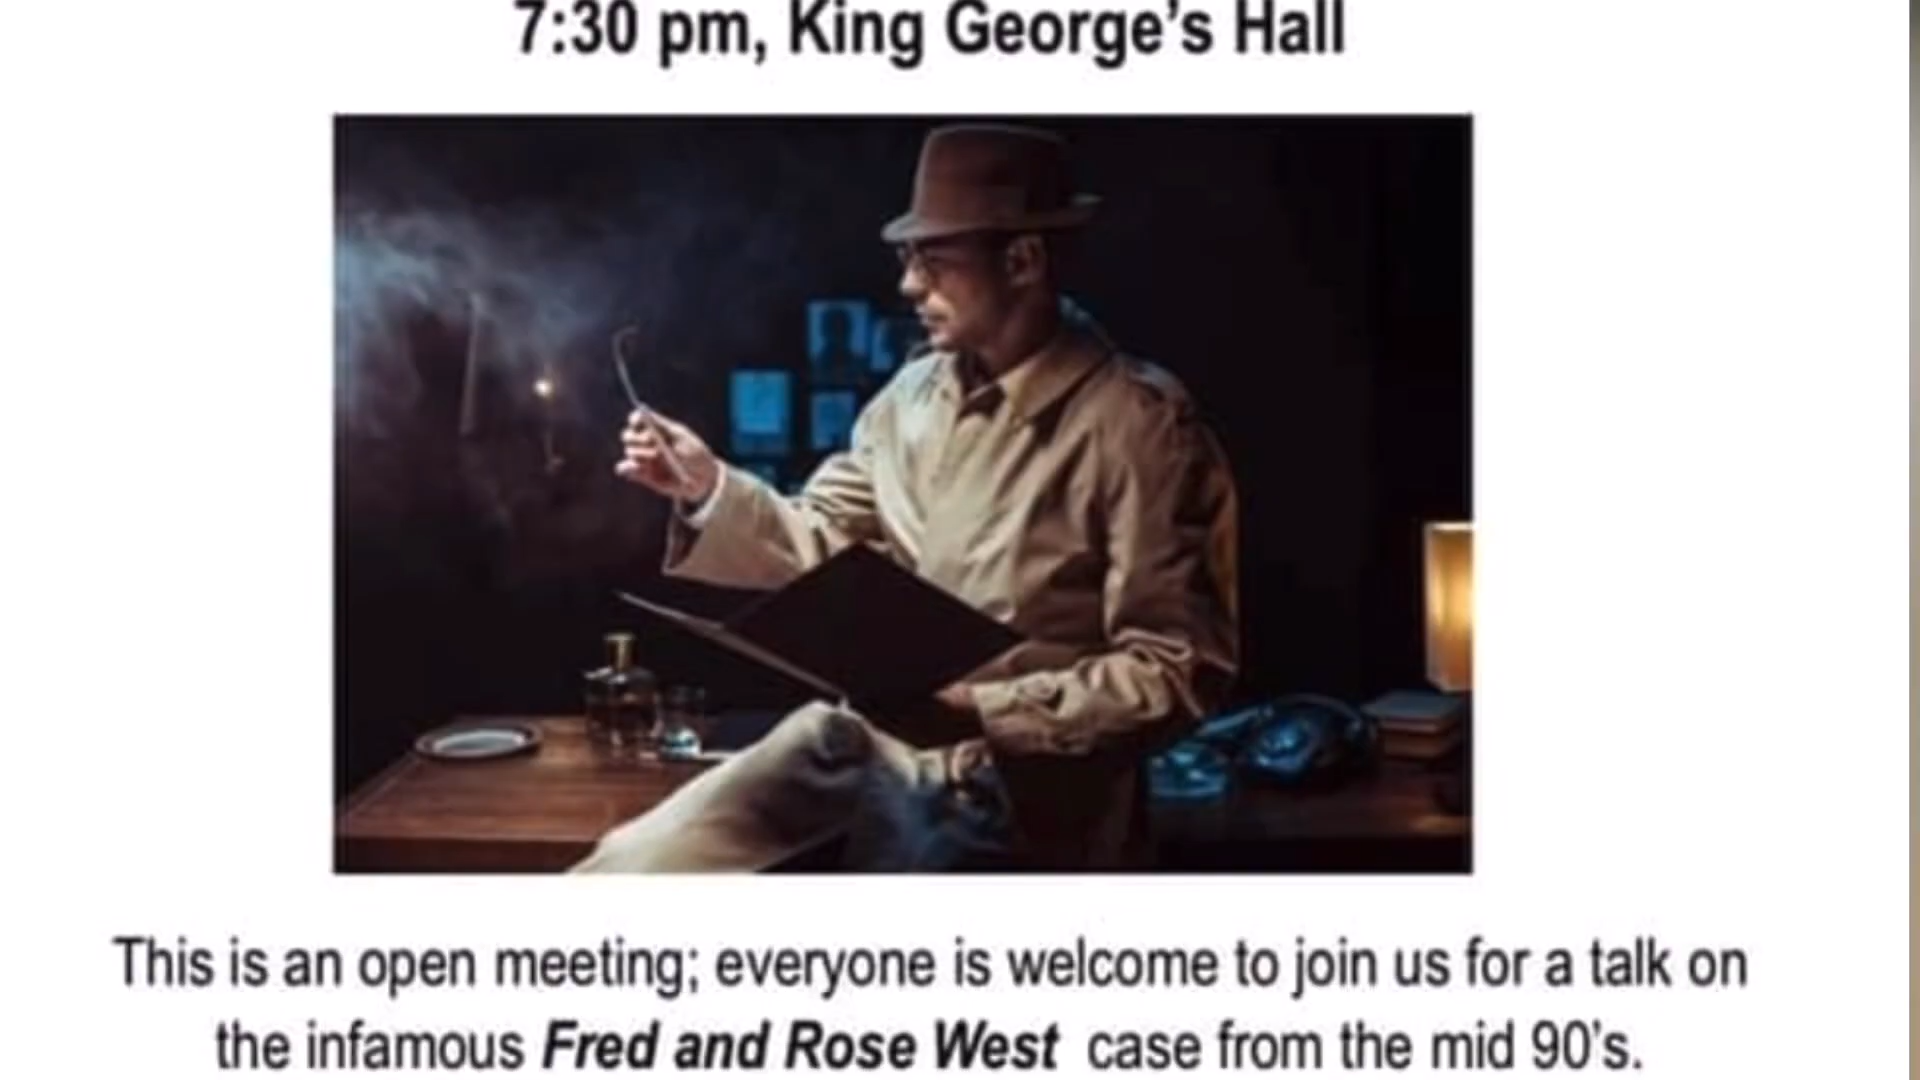 7:30 pm, King George's Hall
This is an open meeting; everyone is welcome to join us for a talk on
the infamous Fred and Rose West case from the mid 90's.